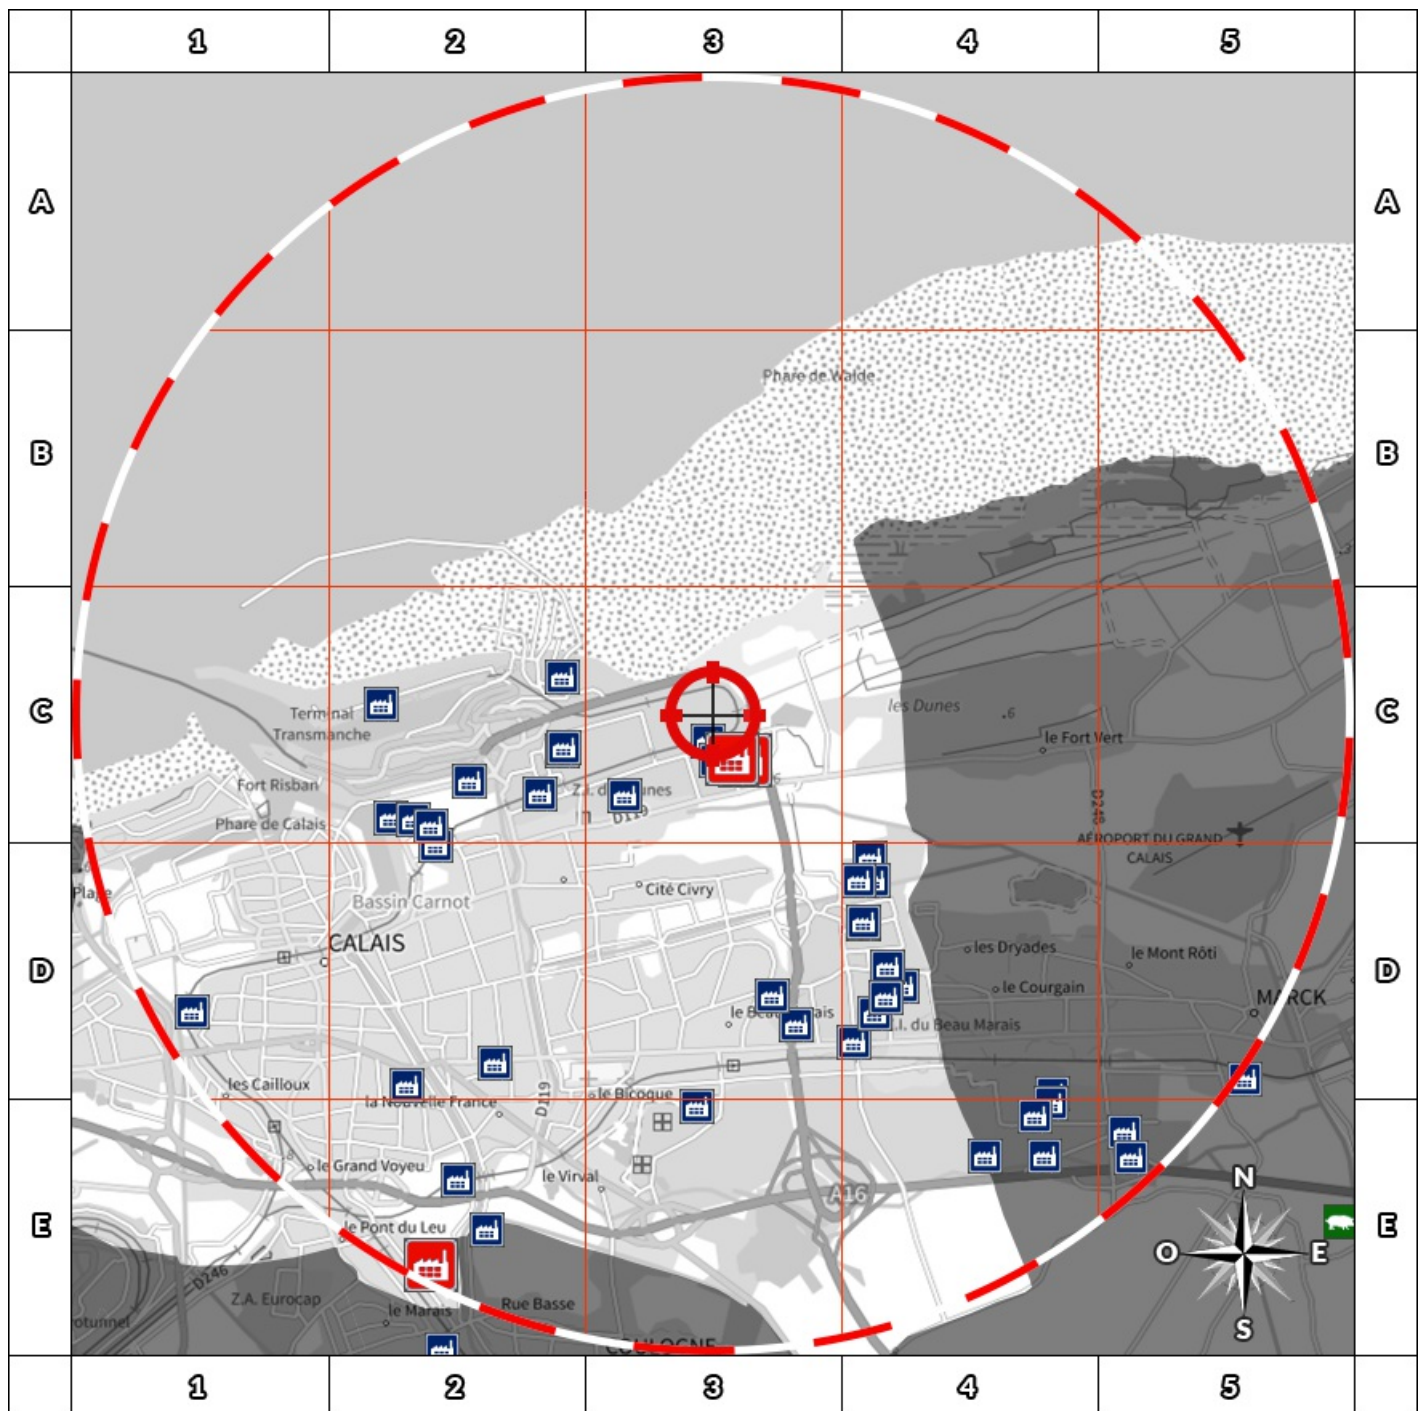 1 2 3 4 5
A A
Phare de Walde
B B
C C
les Dunes
.6
Terminal
Transmanche
le Fort Vert
Fort Risban
D119
D248
Phare de Calais
AÉROPORT DU GRAND
CALAIS
Plage
Cité Civry
Bassin Carnot
CALAIS
les Dryades
le Mont Rôti
D D
le Courgain
MARCK
Z.I. du Beau Marais
les Cailloux
le Bicoque
la Nouvelle France
D119
le Grand Voyeu
le Virval
A16
N
le Pont du Leu
E E
O E
D246
Z.A. Eurocap
Rue Basse
le Marais
S
COULOGNE
1 2 3 4 5